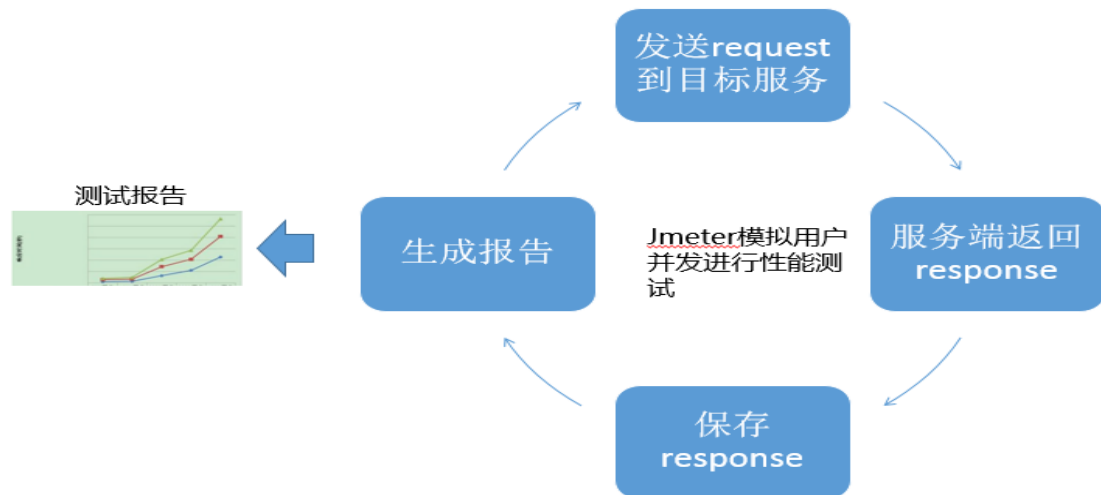 发送request
到目标服务
测试报告
生成报告
Jmeter模拟用户
并发进行性能测
试
服务端返回
response
保存
response